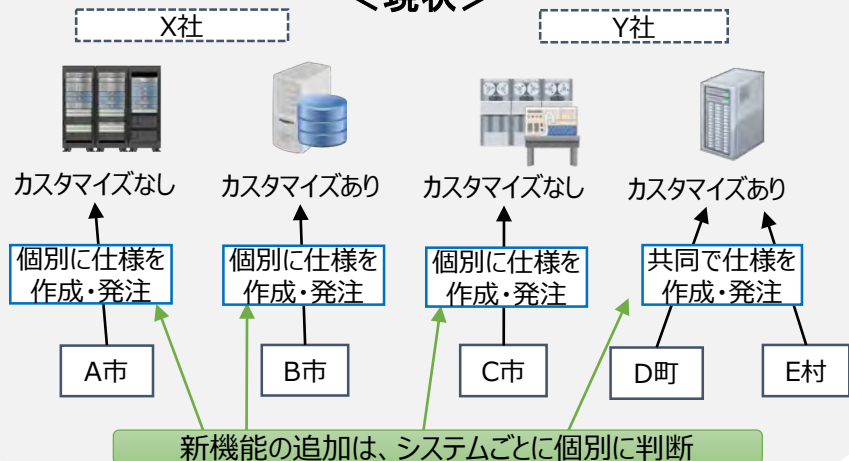 <現状>
X社
Y社
カスタマイズなし
カスタマイズあり
カスタマイズなし
カスタマイズあり
個別に仕様を
作成・発注
個別に仕様を
作成・発注
個別に仕様を
作成・発注
共同で仕様を
作成・発注
A市
B市
C市
D町
E村
新機能の追加は、システムごとに個別に判断